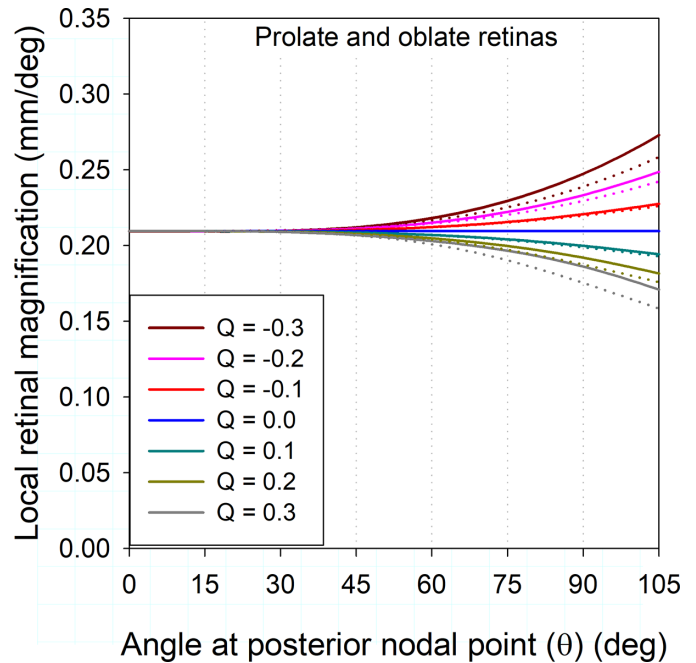 Prolate and oblate retinas
Local retinal magnification (mm/deg)
0.35
0.30
0.25
0.20
0.15
0.10
0.05
0.00
Q = -0.3
Q = -0.2
Q = -0.1
Q = 0.0
Q = 0.1
Q = 0.2
Q = 0.3
0 15 30 45 60 75 90 105
Angle at posterior nodal point (θ) (deg)